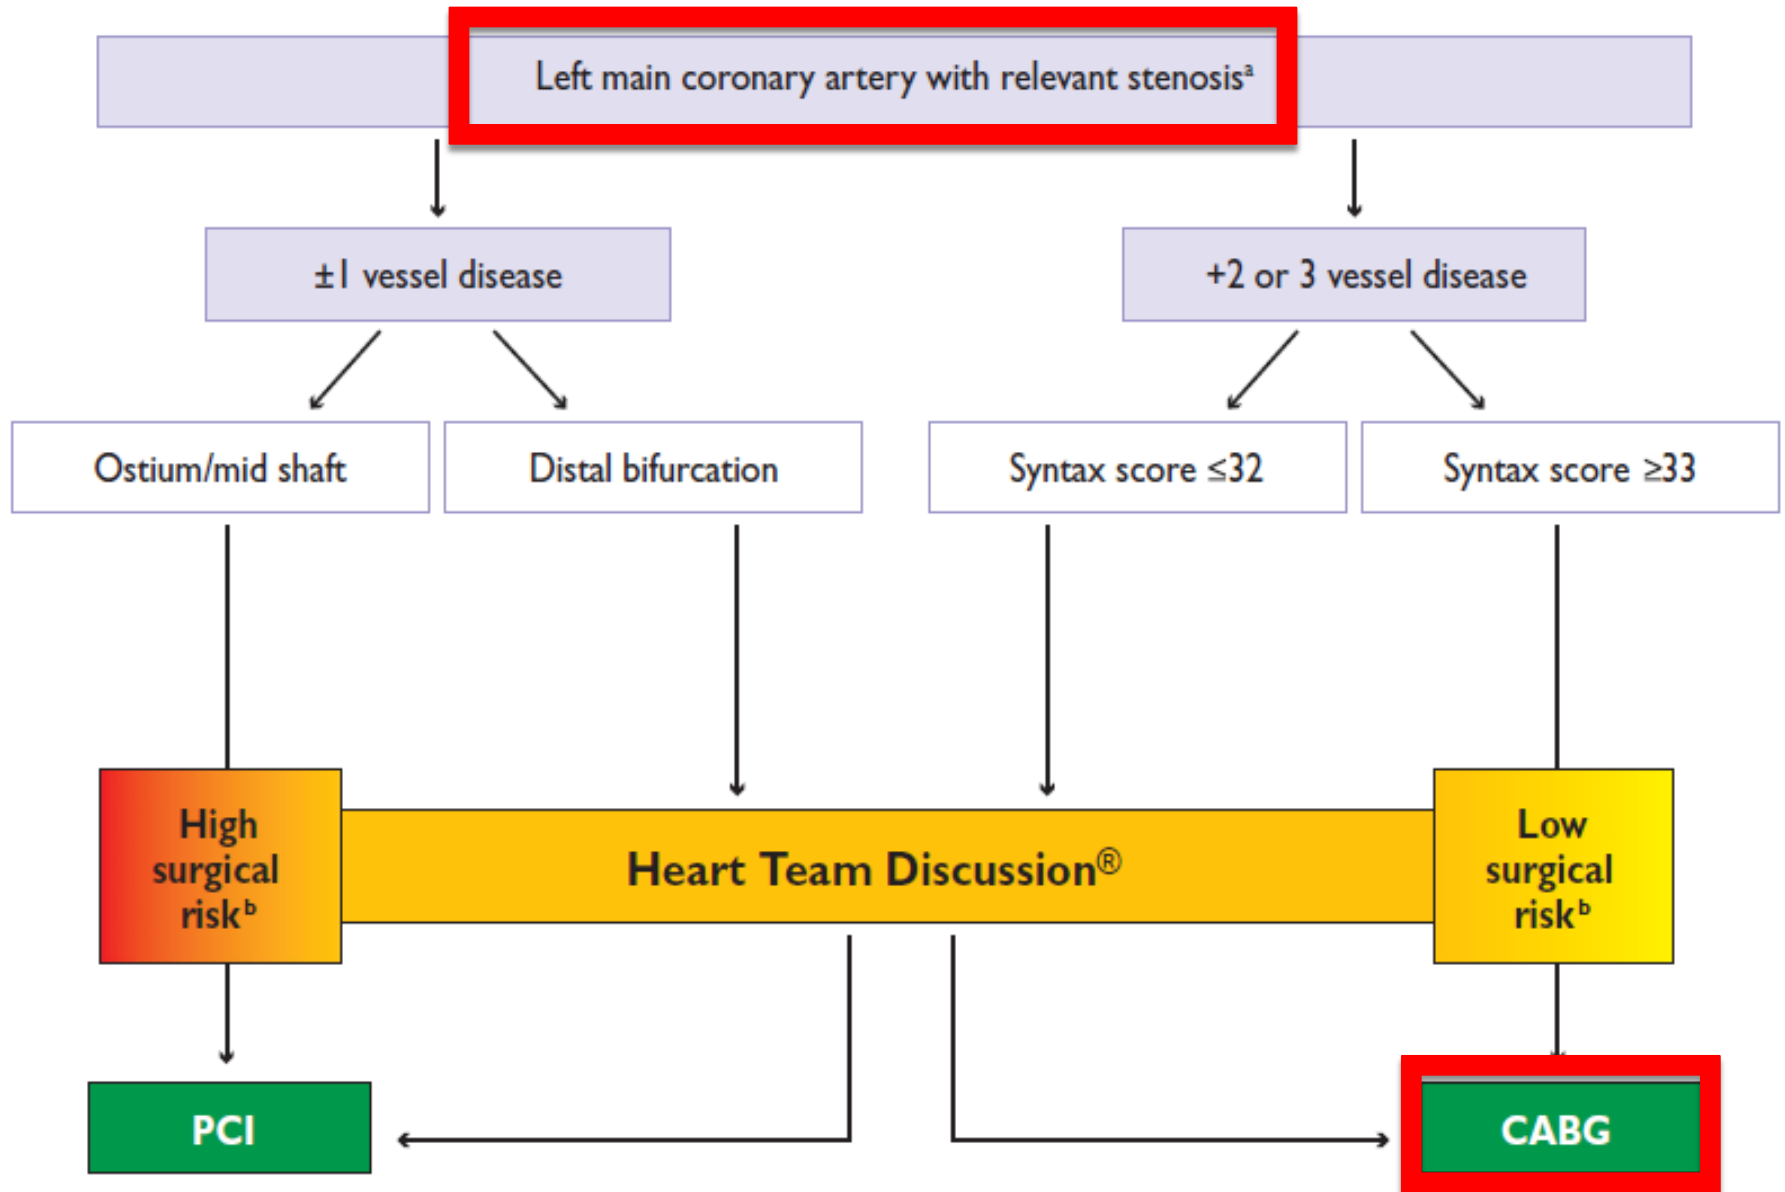 Left main coronary artery with relevant stenosisᵃ
±1 vessel disease
+2 or 3 vessel disease
Ostium/mid shaft
Distal bifurcation
Syntax score ≤32
Syntax score ≥33
High
surgical
riskᵇ
Heart Team Discussion®
Low
surgical
riskᵇ
PCI
CABG